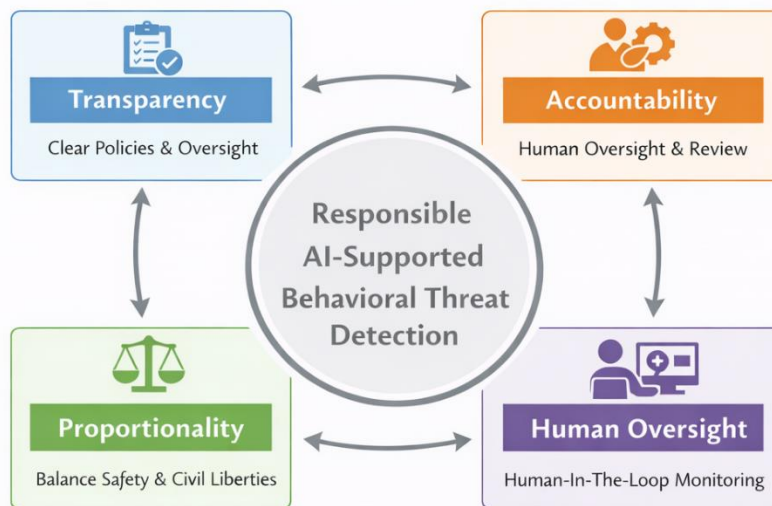 Transparency
Clear Policies & Oversight
Accountability
Human Oversight & Review
Responsible
AI-Supported
Behavioral Threat
Detection
Proportionality
Balance Safety & Civil Liberties
Human Oversight
Human-In-The-Loop Monitoring